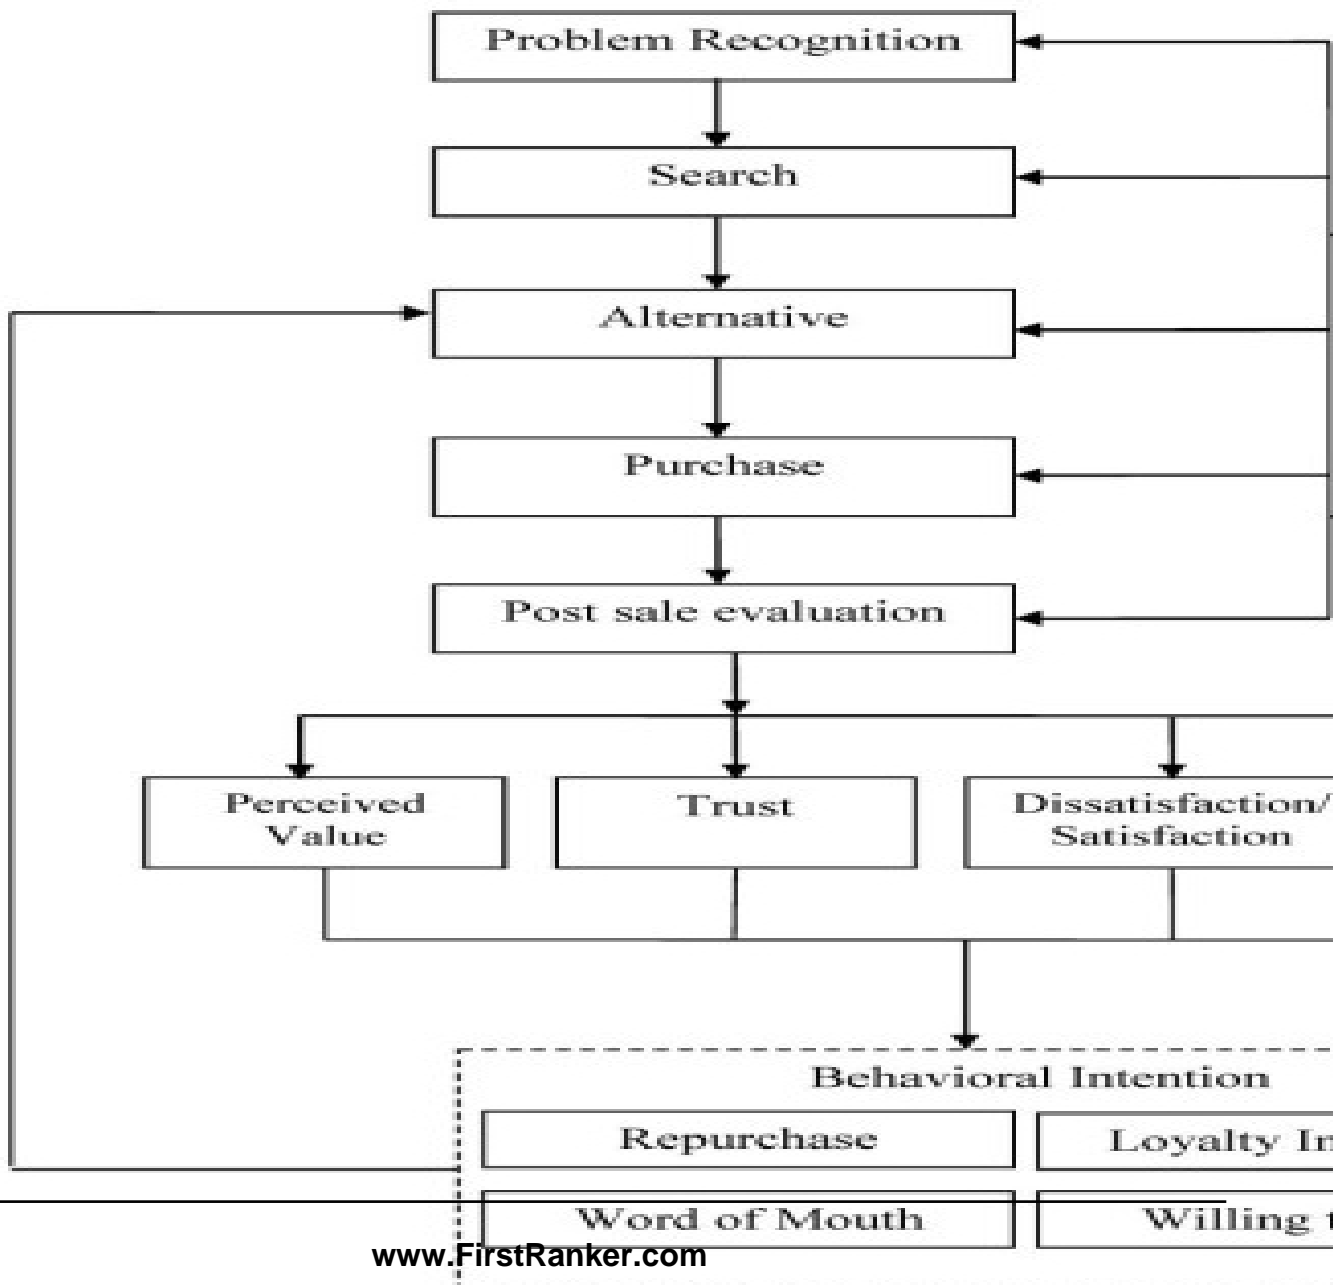 Problem Recognition
Search
Alternative
Purchase
Post sale evaluation
Perceived
Value
Trust
Dissatisfaction/
Satisfaction
Behavioral Intention
Repurchase
Loyalty
Word of Mouth
Willing
www.FirstRanker.com